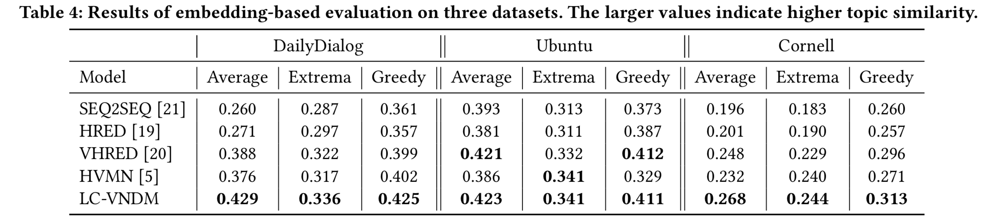 Table 4: Results of embedding-based evaluation on three datasets. The larger values indicate higher topic similarity.
DailyDialog Ubuntu Cornell
Model Average Extrema Greedy Average Extrema Greedy Average Extrema Greedy
SEQ2SEQ [21] 0.260 0.287 0.361 0.393 0.313 0.373 0.196 0.183 0.260
HRED [19] 0.271 0.297 0.357 0.381 0.311 0.387 0.201 0.190 0.257
VHRED [20] 0.388 0.322 0.399 0.421 0.332 0.412 0.248 0.229 0.296
HVMN [5] 0.376 0.317 0.402 0.386 0.341 0.329 0.232 0.240 0.271
LC-VNDM 0.429 0.336 0.425 0.423 0.341 0.411 0.268 0.244 0.313